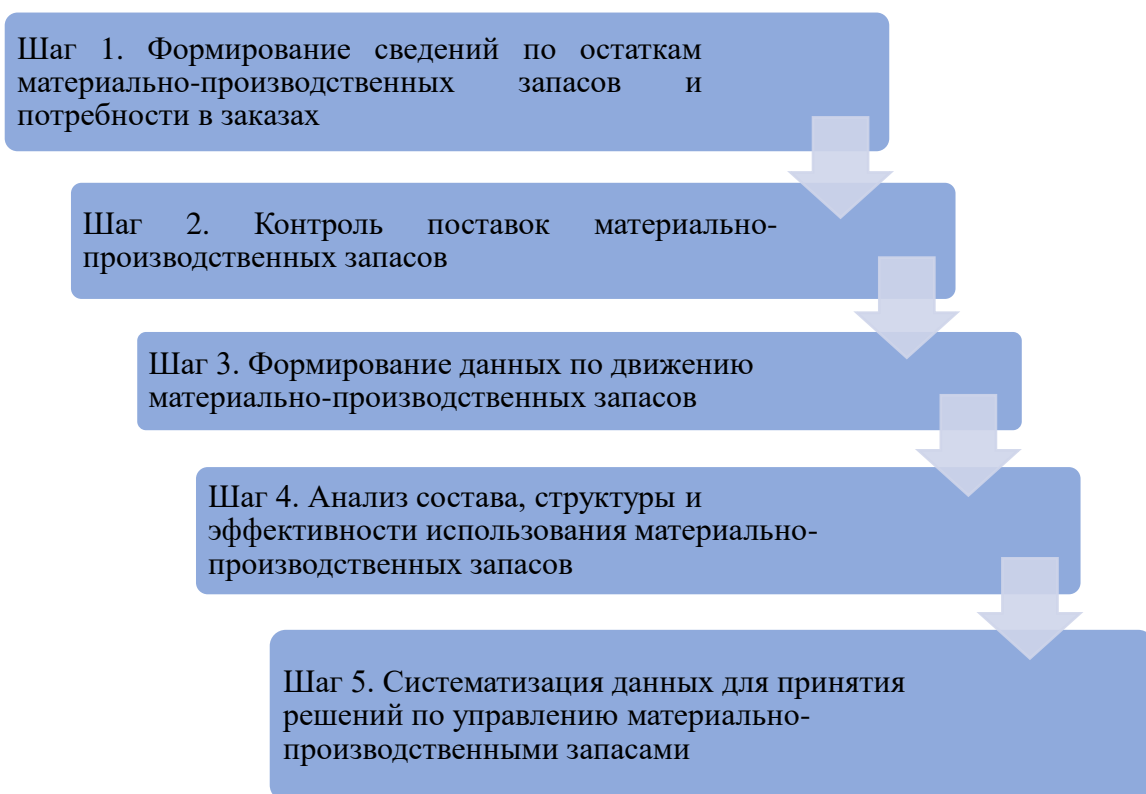 Шаг 1. Формирование сведений по остаткам
материально-производственных запасов и
потребности в заказах
Шаг 2. Контроль поставок материально-
производственных запасов
Шаг 3. Формирование данных по движению
материально-производственных запасов
Шаг 4. Анализ состава, структуры и
эффективности использования материально-
производственных запасов
Шаг 5. Систематизация данных для принятия
решений по управлению материально-
производственными запасами